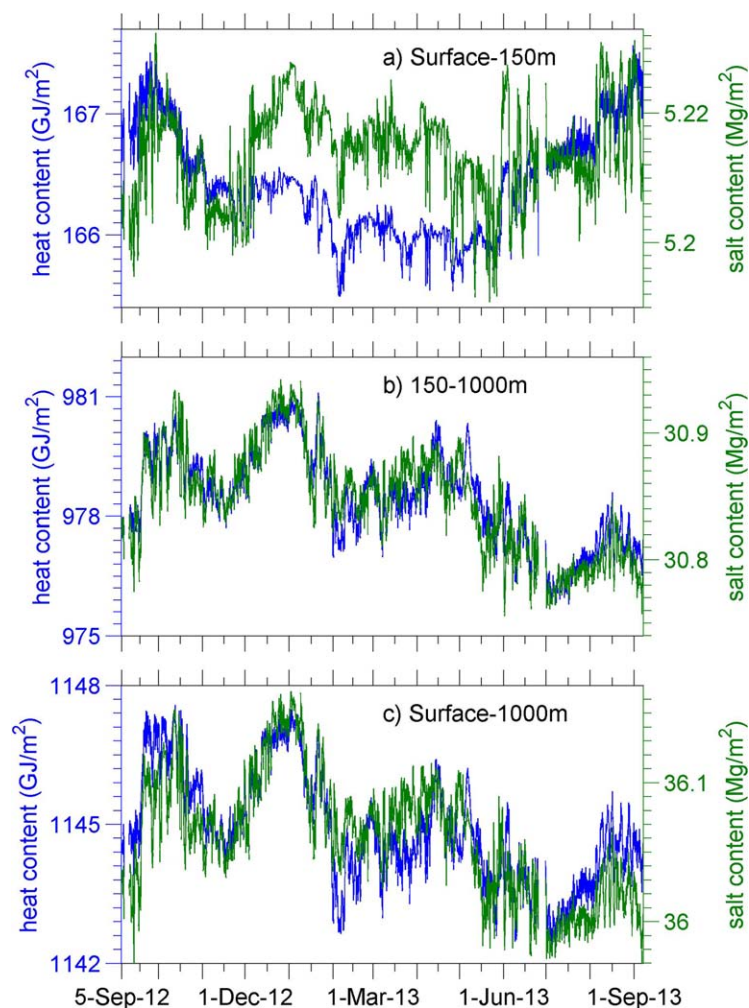 a) Surface-150m
heat content (GJ/m²)
167
166
5.22
5.2
salt content (Mg/m²)
b) 150-1000m
heat content (GJ/m²)
981
978
975
30.9
30.8
salt content (Mg/m²)
c) Surface-1000m
heat content (GJ/m²)
1148
1145
1142
36.1
36
salt content (Mg/m²)
5-Sep-12 1-Dec-12 1-Mar-13 1-Jun-13 1-Sep-13